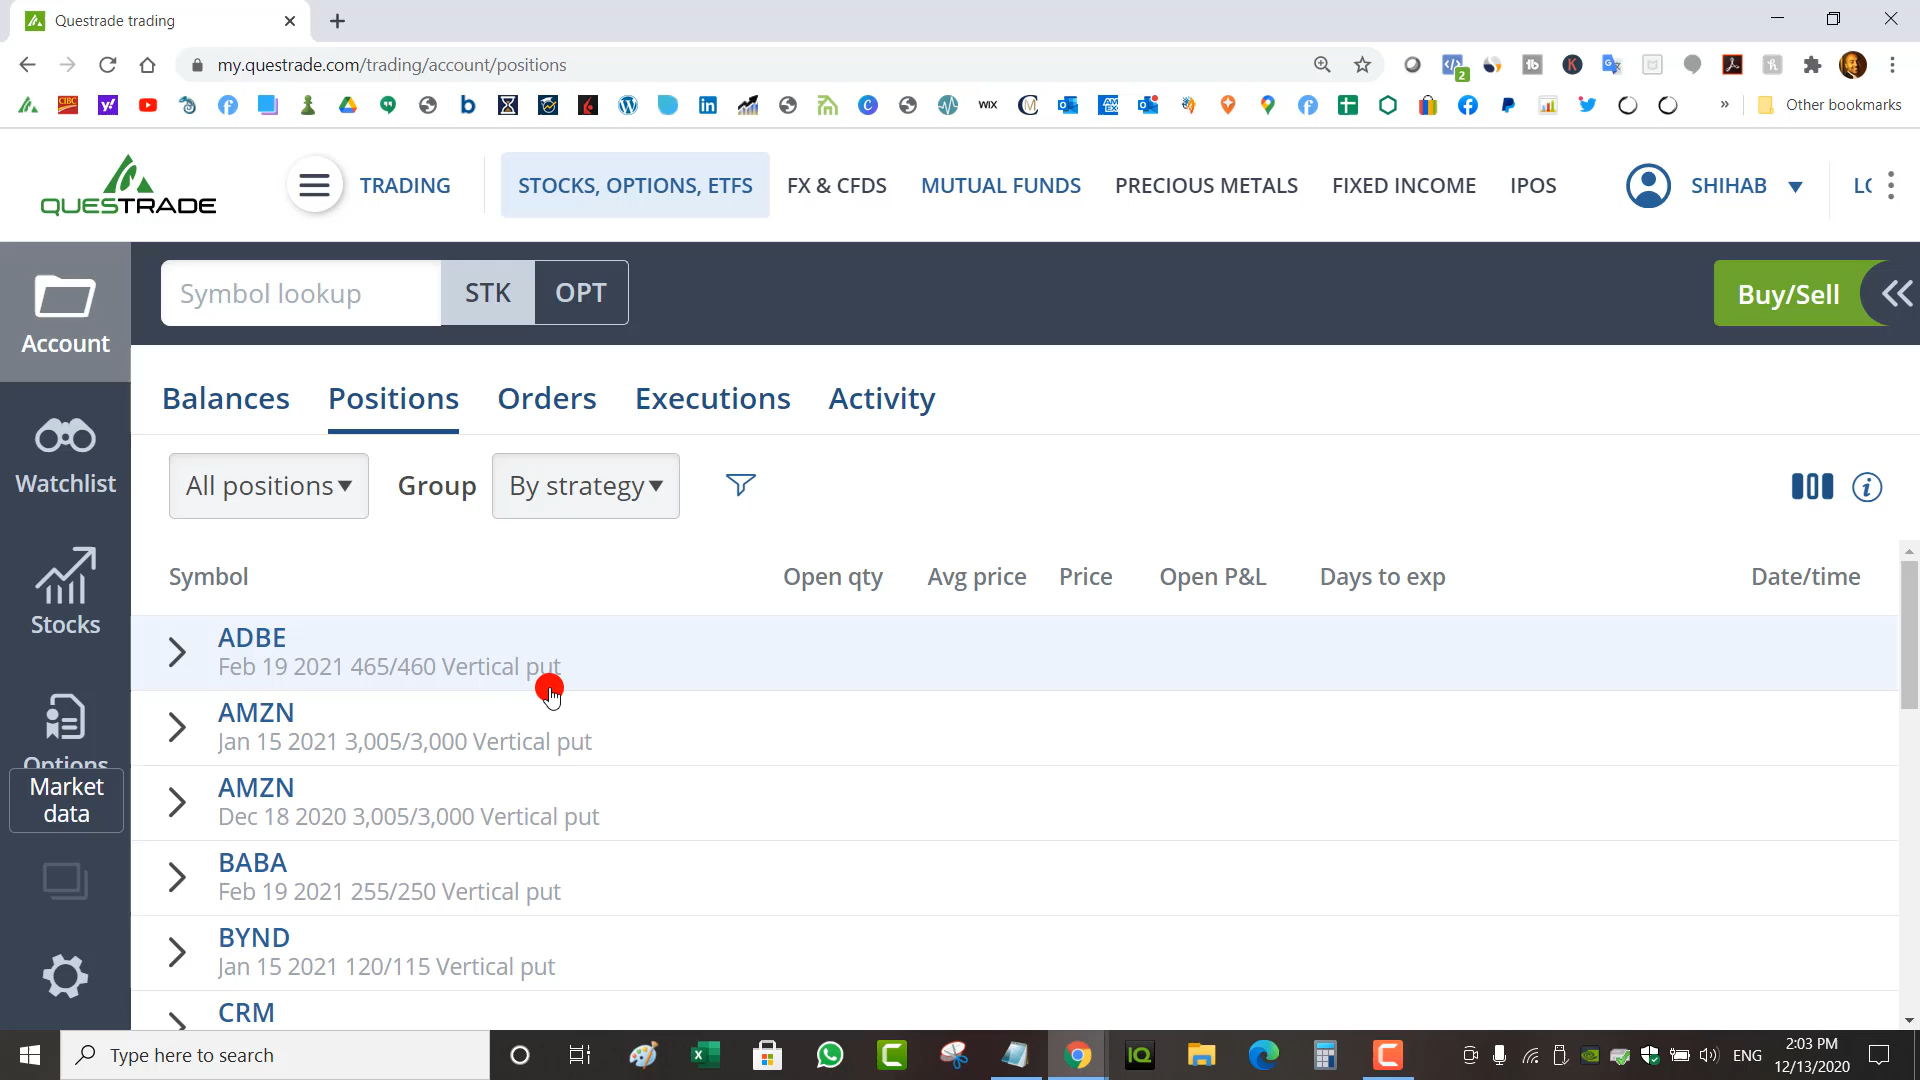 Questrade trading
my.questrade.com/trading/account/positions
2
CIBC
WIX
AM EX
» Other bookmarks
QUESTRADE
TRADING
STOCKS, OPTIONS, ETFS
FX & CFDS
MUTUAL FUNDS
PRECIOUS METALS
FIXED INCOME
IPOS
SHIHAB
Symbol lookup
STK
OPT
Buy/Sell
Account
Watchlist
Stocks
Options
Market data
Balances
Positions
Orders
Executions
Activity
All positions
Group
By strategy
Symbol Open qty Avg price Price Open P&L Days to exp Date/time
ADBE
Feb 19 2021 465/460 Vertical put
AMZN
Jan 15 2021 3,005/3,000 Vertical put
AMZN
Dec 18 2020 3,005/3,000 Vertical put
BABA
Feb 19 2021 255/250 Vertical put
BYND
Jan 15 2021 120/115 Vertical put
CRM
Type here to search
IQ
ENG
2:03 PM
12/13/2020